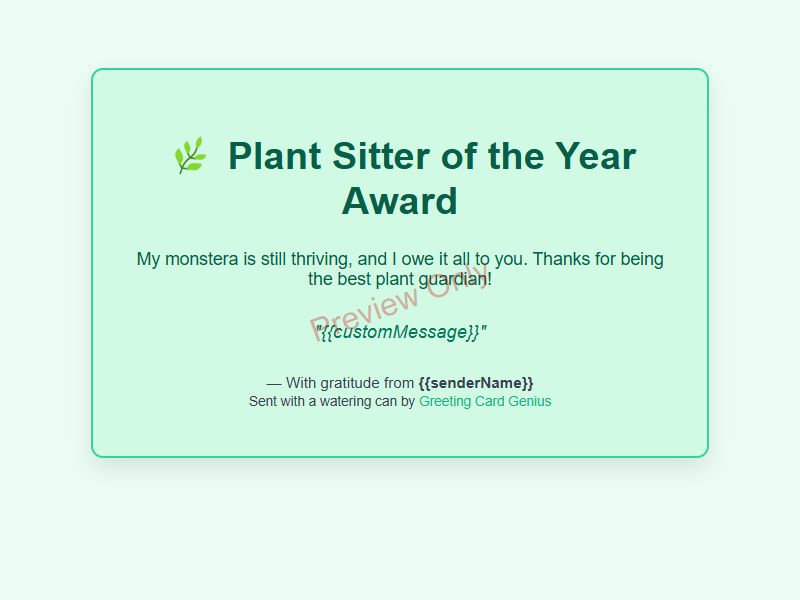 🌿 Plant Sitter of the Year
Award
My monstera is still thriving, and I owe it all to you. Thanks for being
the best plant guardian!
Preview Only
"{{customMessage}}"
— With gratitude from {{senderName}}
Sent with a watering can by Greeting Card Genius